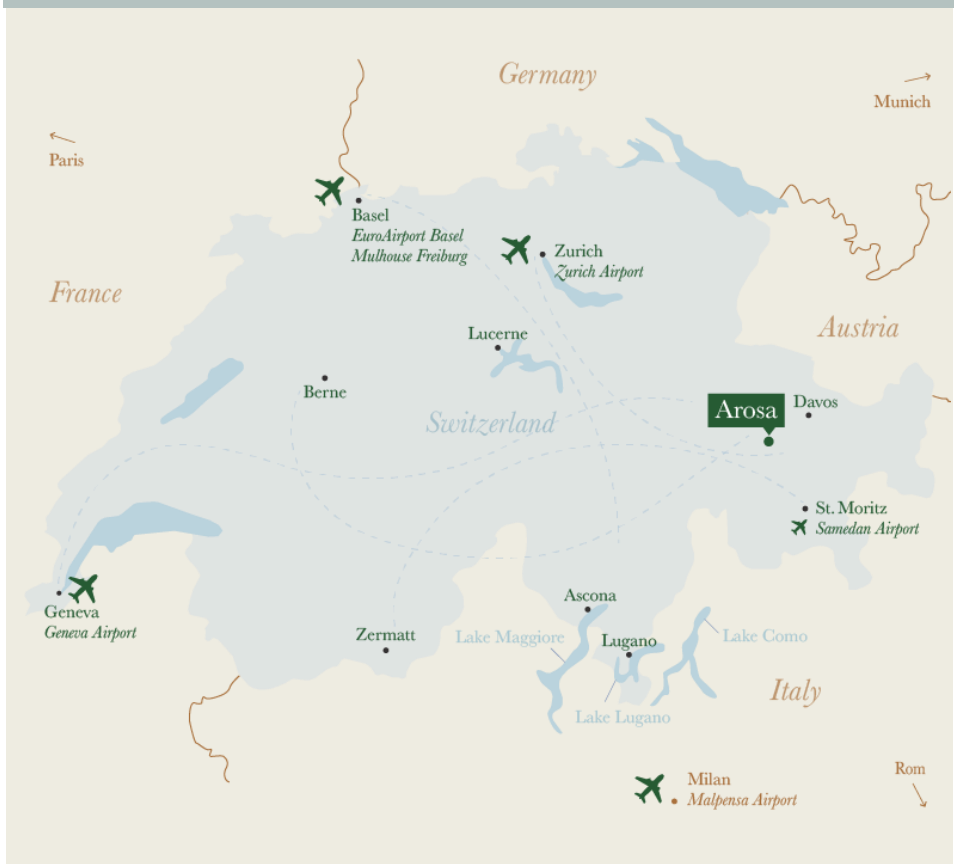 Germany
Munich
Paris
Basel
EuroAirport Basel
Mulhouse Freiburg
Zurich
Zurich Airport
France
Austria
Lucerne
Berne
Switzerland
Arosa
Davos
St. Moritz
Samedan Airport
Geneva
Geneva Airport
Ascona
Zermatt
Lake Maggiore
Lugano
Lake Como
Italy
Lake Lugano
Rom
Milan
Malpensa Airport